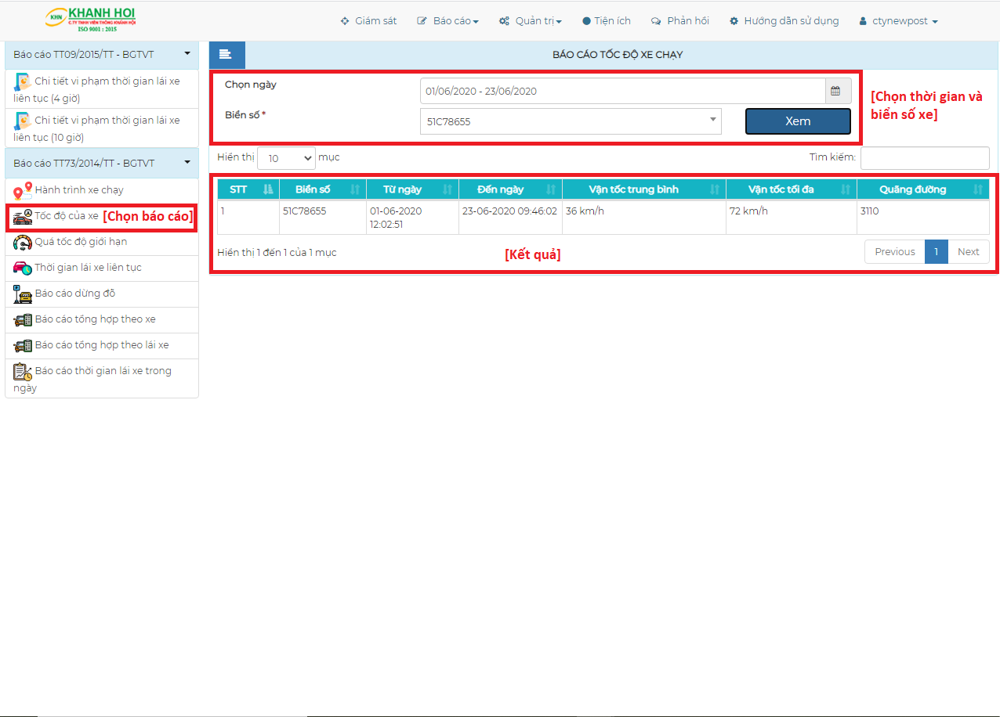 KHN KHANH HOI
C.TY TNHH VIỄN THÔNG KHÁNH HỘI
ISO 9001 : 2015
Giám sát
Báo cáo
Quản trị
Tiện ích
Phản hồi
Hướng dẫn sử dụng
ctynewpost
Báo cáo TT09/2015/TT - BGTVT
Chi tiết vi phạm thời gian lái xe
liên tục (4 giờ)
Chi tiết vi phạm thời gian lái xe
liên tục (10 giờ)
Báo cáo TT73/2014/TT - BGTVT
Hành trình xe chạy
Tốc độ của xe [Chọn báo cáo]
Quá tốc độ giới hạn
Thời gian lái xe liên tục
Báo cáo dừng đỗ
Báo cáo tổng hợp theo xe
Báo cáo tổng hợp theo lái xe
Báo cáo thời gian lái xe trong
ngày
BÁO CÁO TỐC ĐỘ XE CHẠY
Chọn ngày
01/06/2020 - 23/06/2020
Biển số *
51C78655
Xem
[Chọn thời gian và
biển số xe]
Hiển thị 10 mục
Tìm kiếm:
STT Biển số Từ ngày Đến ngày Vận tốc trung bình Vận tốc tối đa Quãng đường
1 51C78655 01-06-2020 23-06-2020 09:46:02 36 km/h 72 km/h 3110
12:02:51
Hiển thị 1 đến 1 của 1 mục
[Kết quả]
Previous 1 Next